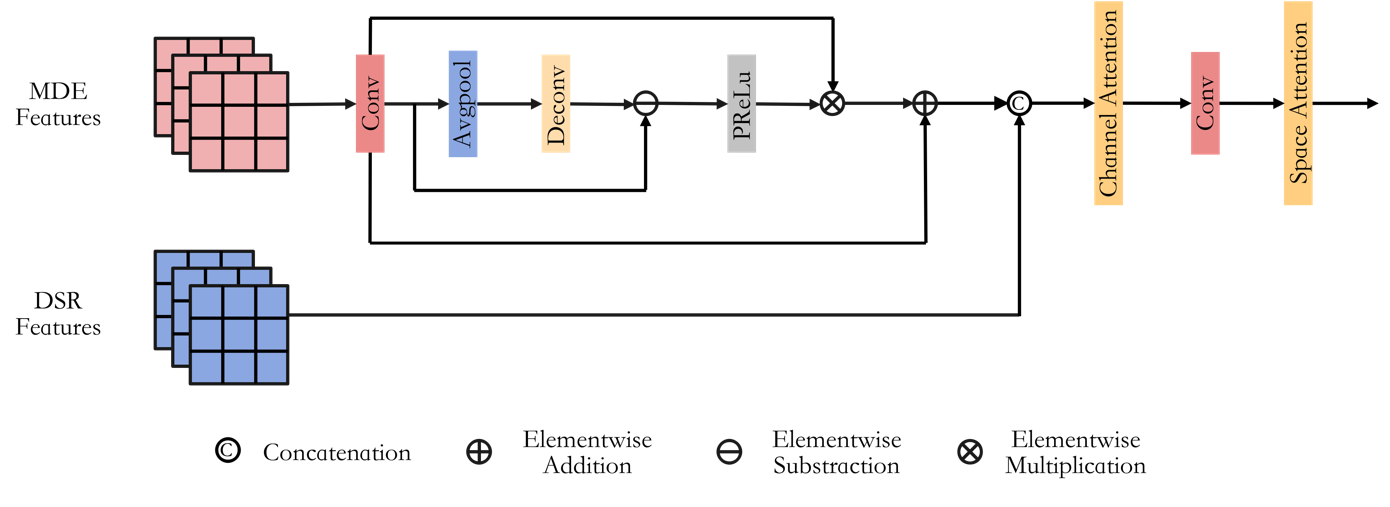 MDE
Features
Conv
Avgpool
Deconv
PReLu
C
Channel Attention
Conv
Space Attention
DSR
Features
C
Concatenation
Elementwise
Addition
Elementwise
Substraction
Elementwise
Multiplication